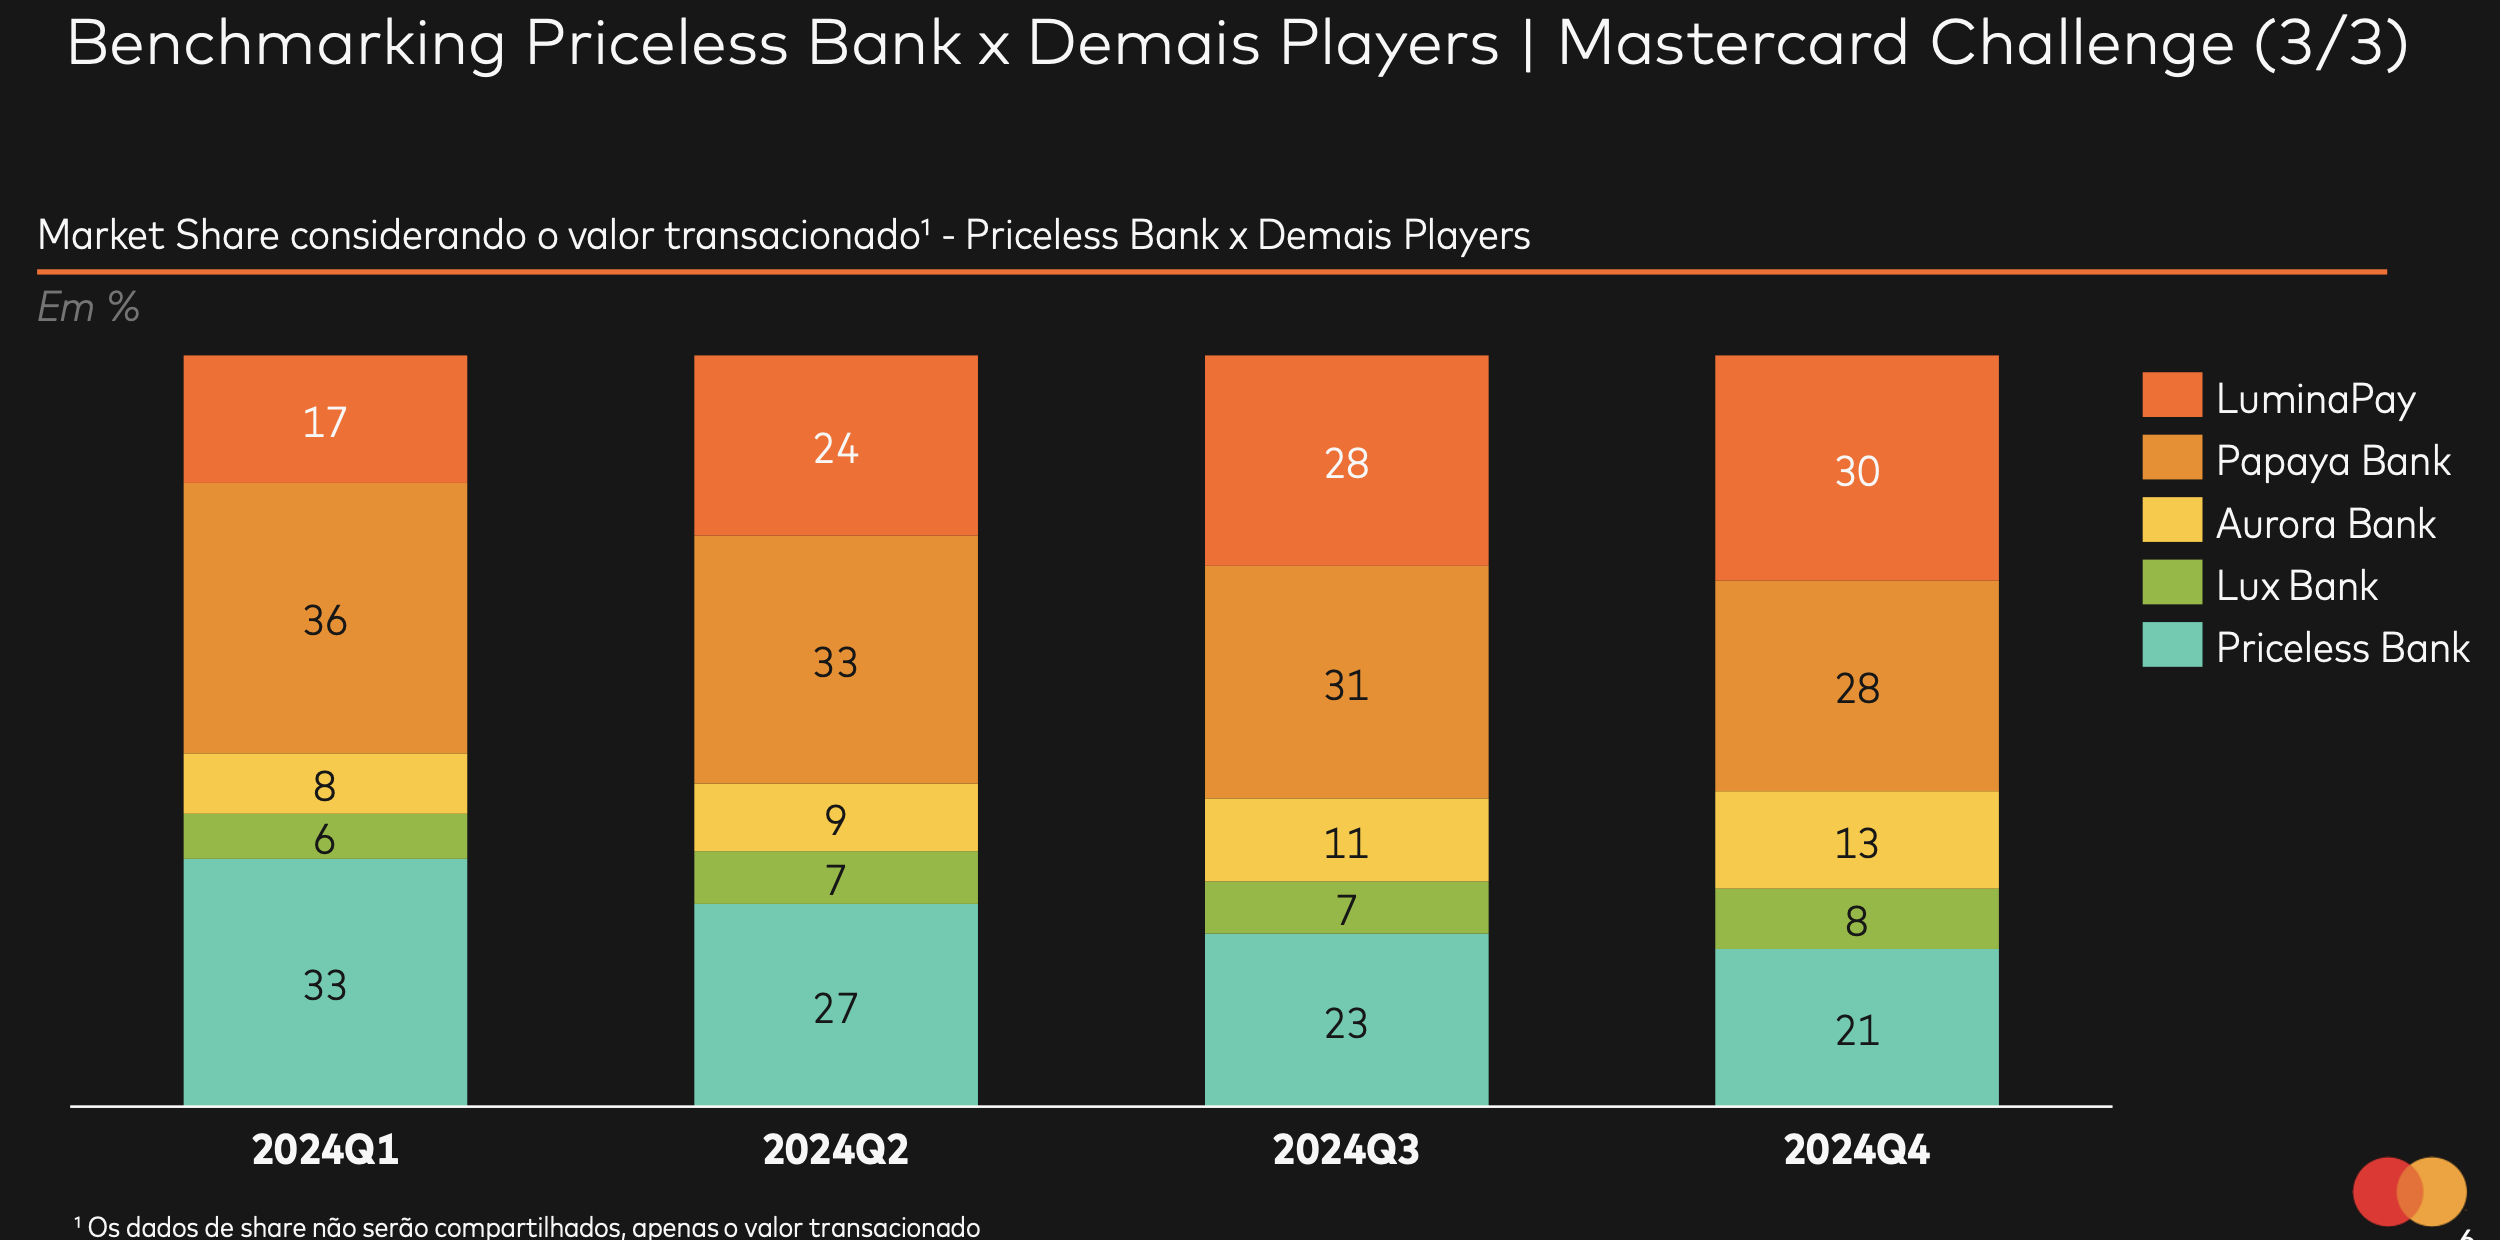 Benchmarking Priceless Bank x Demais Players | Mastercard Challenge (3/3)
Market Share considerando o valor transacionado¹ - Priceless Bank x Demais Players
Em %
17
24
28
30
36
33
31
28
8
9
11
13
6
7
7
8
33
27
23
21
LuminaPay
Papaya Bank
Aurora Bank
Lux Bank
Priceless Bank
2024Q1
2024Q2
2024Q3
2024Q4
¹ Os dados de share não serão compartilhados, apenas o valor transacionado